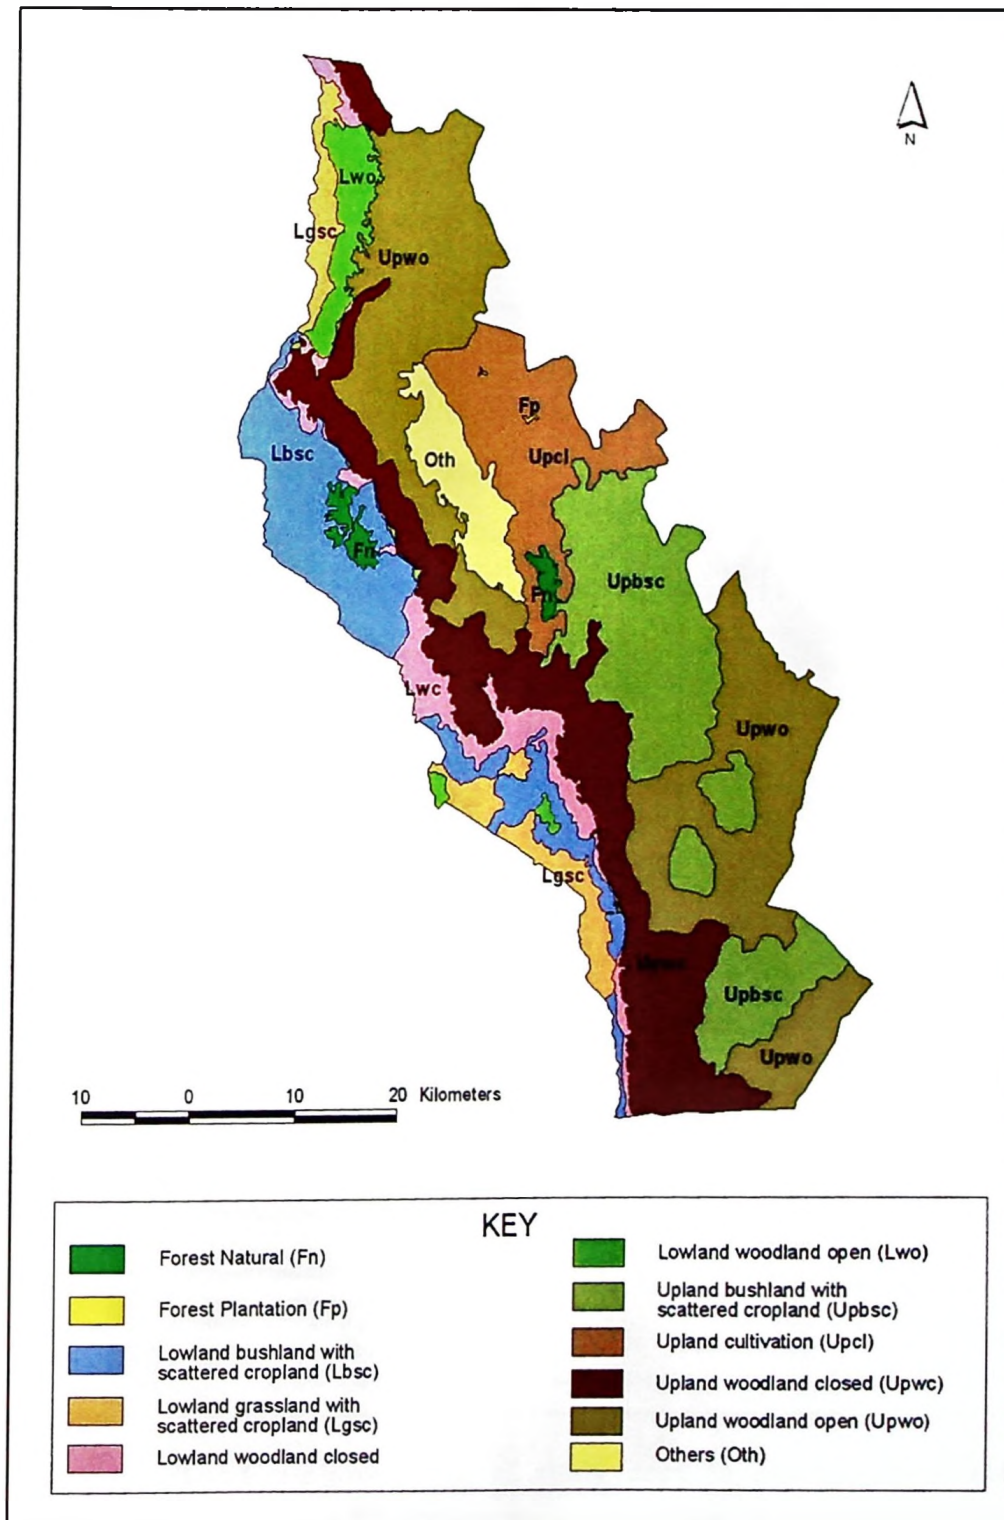 N
Lwo
Lgsc
Upwo
Fp
Lbsc
Oth
Upcl
Fn
Upbsc
Fn
Lwc
Upwo
Lgsc
Upbsc
Upwo
10 0 10 20 Kilometers
KEY
Forest Natural (Fn)
Forest Plantation (Fp)
Lowland bushland with
scattered cropland (Lbsc)
Lowland grassland with
scattered cropland (Lgsc)
Lowland woodland closed
Lowland woodland open (Lwo)
Upland bushland with
scattered cropland (Upbsc)
Upland cultivation (Upcl)
Upland woodland closed (Upwc)
Upland woodland open (Upwo)
Others (Oth)